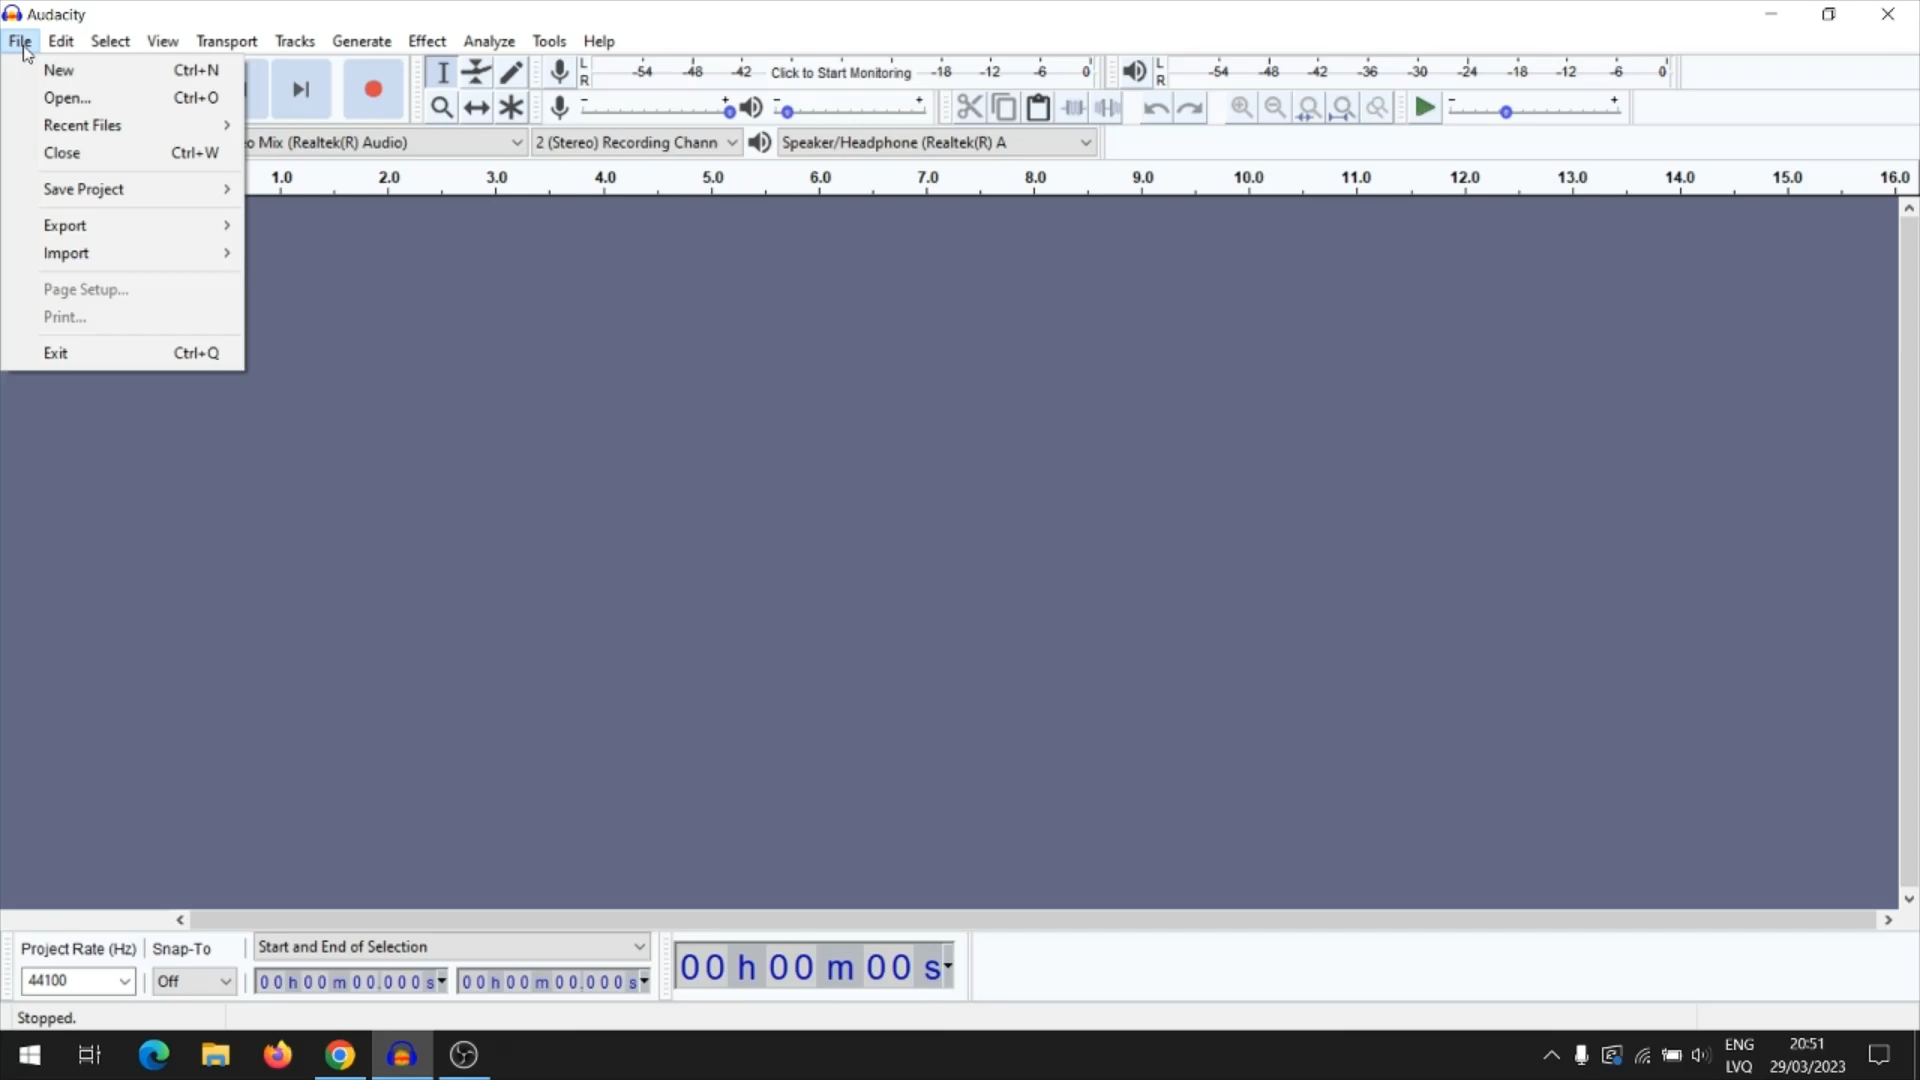 Audacity
File Edit Select View Transport Tracks Generate Effect Analyze Tools Help
New Ctrl+N
Open... Ctrl+O
Recent Files
Close Ctrl+W
Save Project
Export
Import
Page Setup...
Print...
Exit Ctrl+Q
L
R
-54 -48 -42 Click to Start Monitoring -18 -12 -6 0
L
R
-54 -48 -42 -36 -30 -24 -18 -12 -6 0
- + - + - +
o Mix (Realtek(R) Audio) 2 (Stereo) Recording Chann Speaker/Headphone (Realtek(R) A
1.0 2.0 3.0 4.0 5.0 6.0 7.0 8.0 9.0 10.0 11.0 12.0 13.0 14.0 15.0 16.0
Project Rate (Hz) Snap-To Start and End of Selection
44100 Off 00 h 00 m 00.000 s 00 h 00 m 00.000 s 00 h 00 m 00 s
Stopped.
ENG
LVQ
20:51
29/03/2023